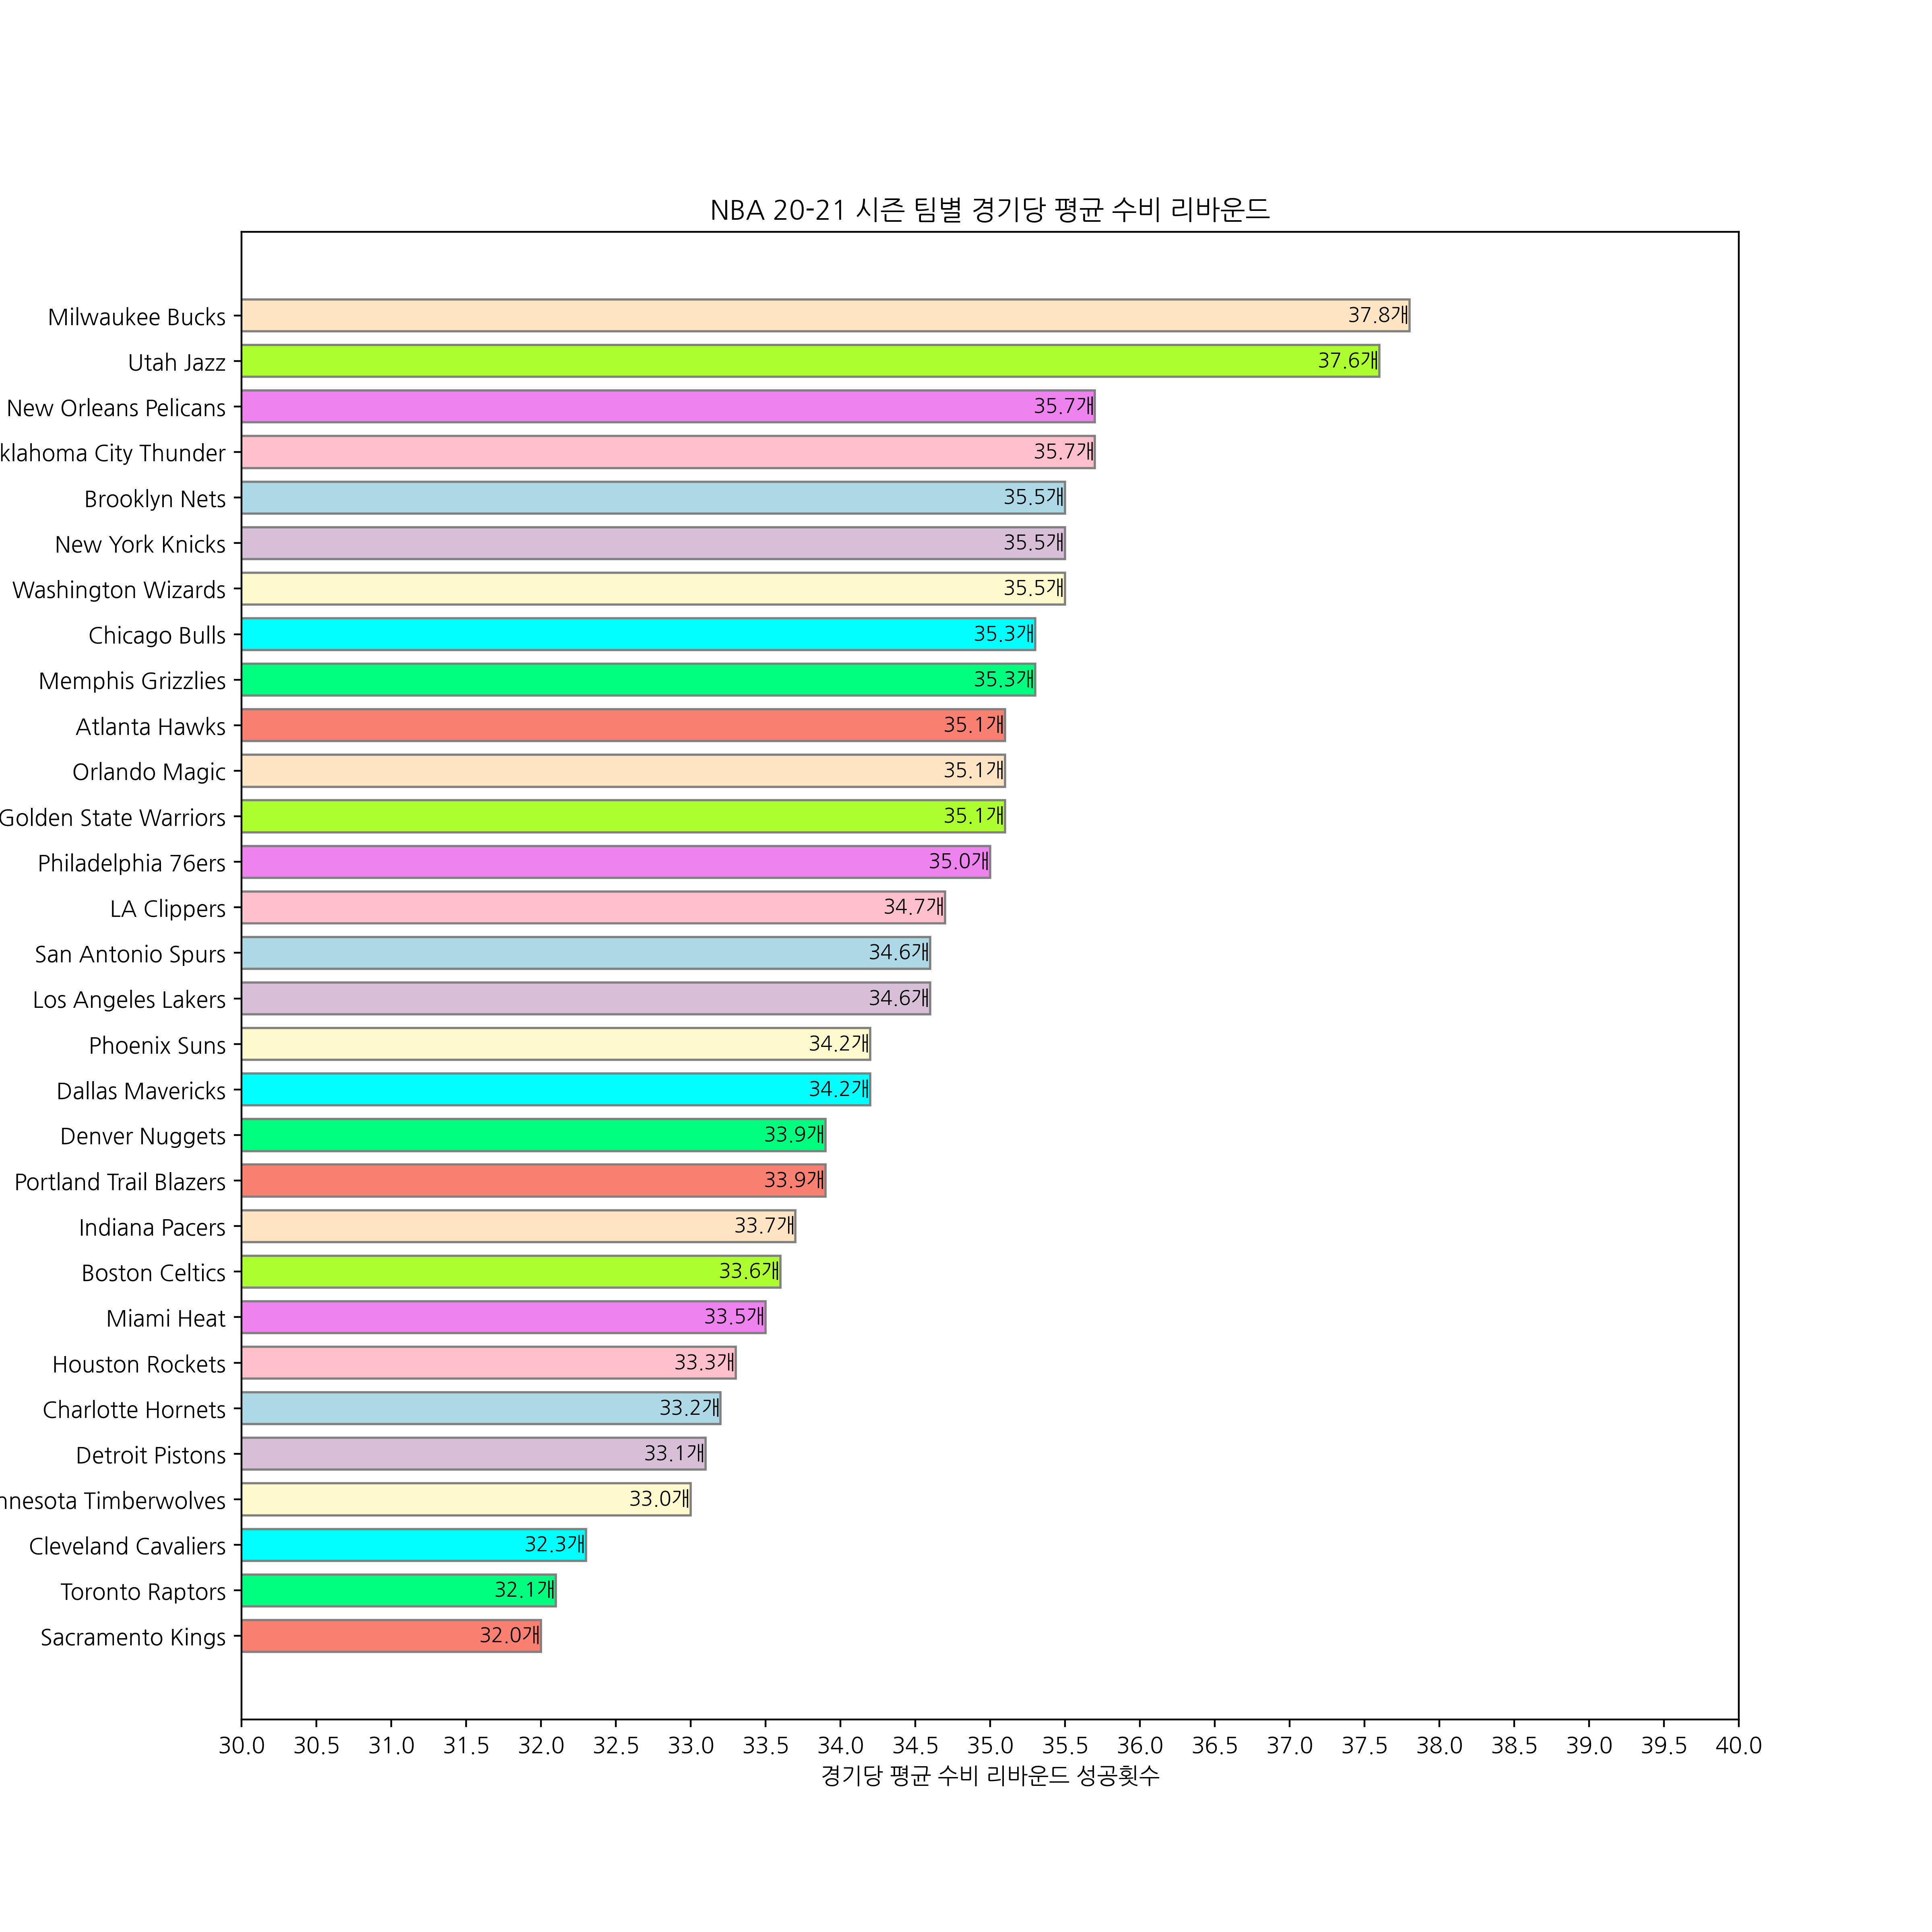 NBA 20-21 시즌 팀별 경기당 평균 수비 리바운드
Milwaukee Bucks 37.8개
Utah Jazz 37.6개
New Orleans Pelicans 35.7개
klahoma City Thunder 35.7개
Brooklyn Nets 35.5개
New York Knicks 35.5개
Washington Wizards 35.5개
Chicago Bulls 35.3개
Memphis Grizzlies 35.3개
Atlanta Hawks 35.1개
Orlando Magic 35.1개
Golden State Warriors 35.1개
Philadelphia 76ers 35.0개
LA Clippers 34.7개
San Antonio Spurs 34.6개
Los Angeles Lakers 34.6개
Phoenix Suns 34.2개
Dallas Mavericks 34.2개
Denver Nuggets 33.9개
Portland Trail Blazers 33.9개
Indiana Pacers 33.7개
Boston Celtics 33.6개
Miami Heat 33.5개
Houston Rockets 33.3개
Charlotte Hornets 33.2개
Detroit Pistons 33.1개
nnesota Timberwolves 33.0개
Cleveland Cavaliers 32.3개
Toronto Raptors 32.1개
Sacramento Kings 32.0개
30.0 30.5 31.0 31.5 32.0 32.5 33.0 33.5 34.0 34.5 35.0 35.5 36.0 36.5 37.0 37.5 38.0 38.5 39.0 39.5 40.0
경기당 평균 수비 리바운드 성공횟수